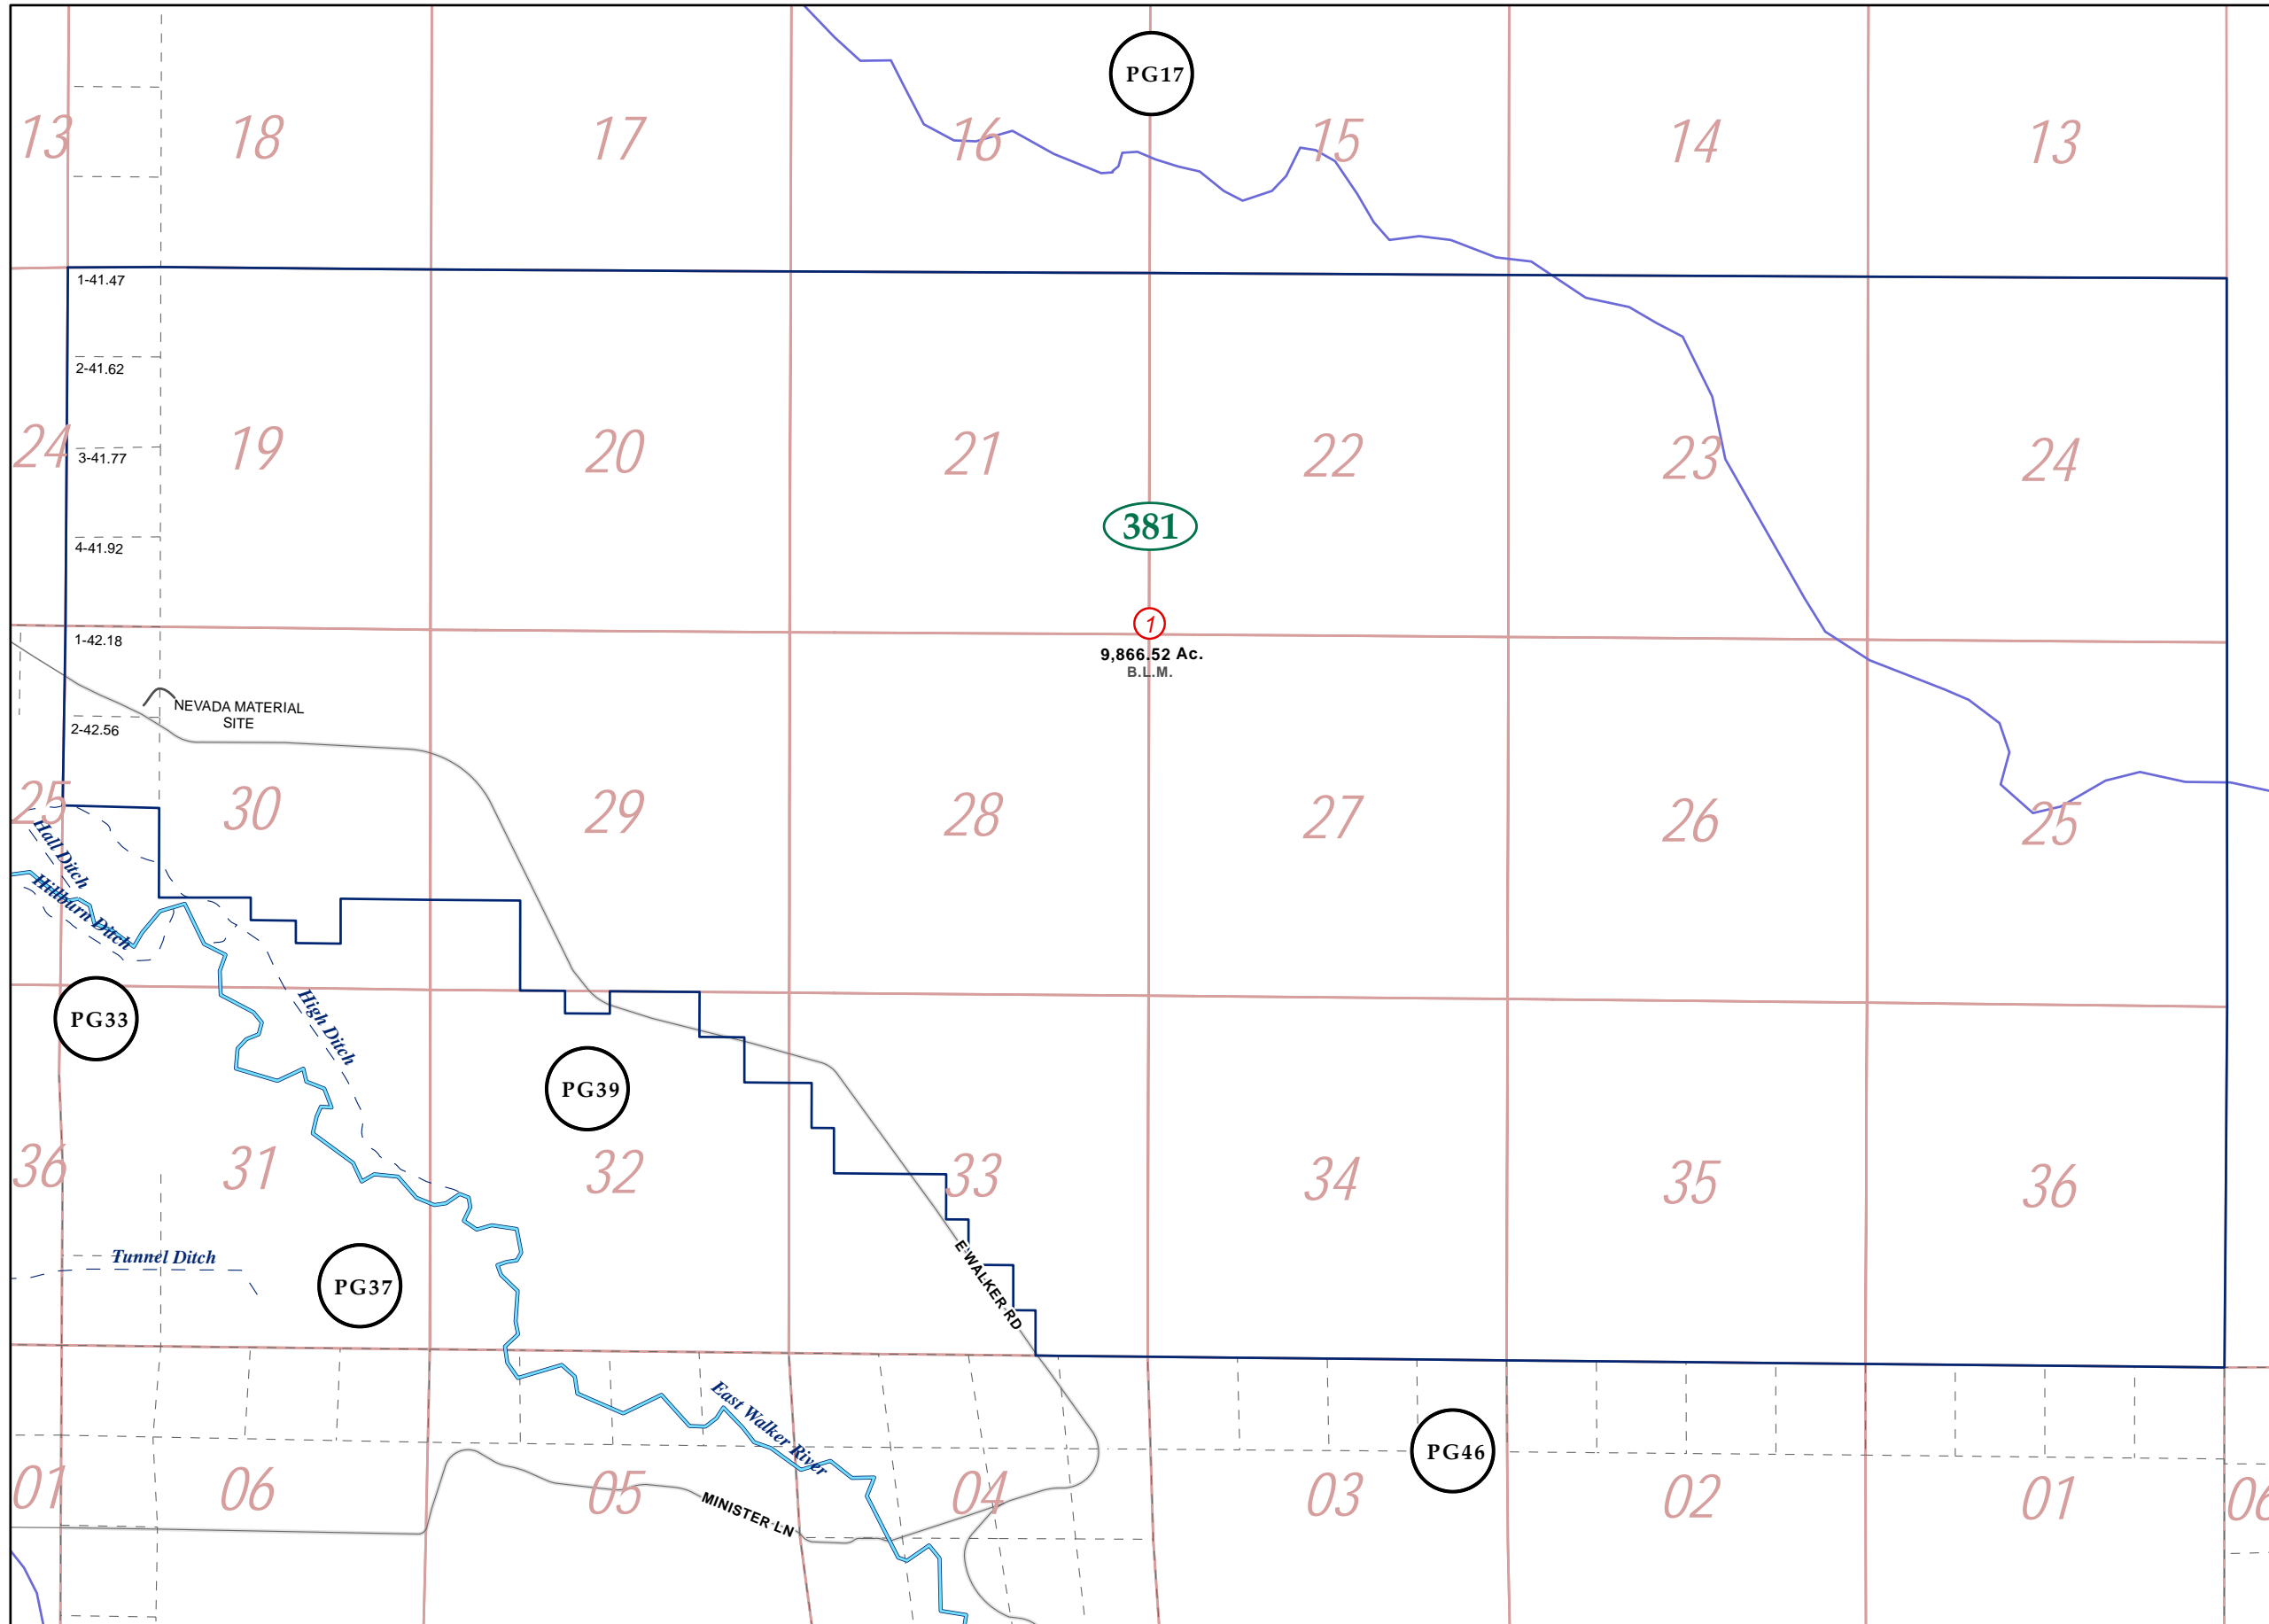 PG17
13
18
17
16
15
14
13
1-41.47
2-41.62
24
19
20
21
22
23
24
3-41.77
381
4-41.92
1
1-42.18
9,866.52 Ac.
B.L.M.
NEVADA MATERIAL
SITE
2-42.56
25
30
29
28
27
26
25
Hall Ditch
Hillburn Ditch
High Ditch
PG33
PG39
36
31
32
33
34
35
36
Tunnel Ditch
E WALKER RD
PG37
East Walker River
PG46
01
06
05
04
03
02
01
06
MINISTER LN